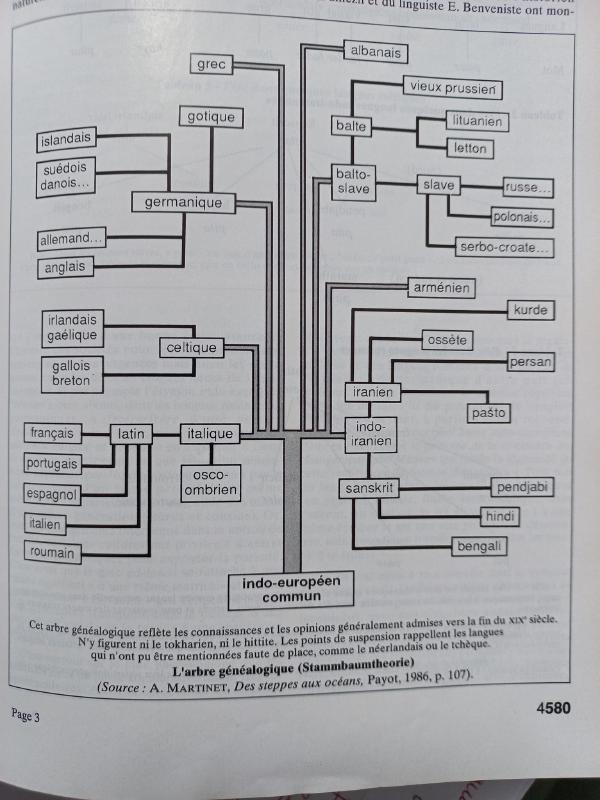 et du linguiste E. Benveniste ont mon-
grec
albanais
vieux prussien
gotique
balte
lituanien
letton
islandais
suédois
danois...
germanique
balto-
slave
slave
russe...
polonais...
serbo-croate...
allemand...
anglais
arménien
kurde
irlandais
gaélique
celtique
ossète
persan
gallois
breton
iranien
pašto
français
latin
italique
indo-
iranien
portugais
osco-
ombrien
espagnol
sanskrit
pendjabi
italien
hindi
roumain
bengali
indo-européen
commun
Cet arbre généalogique reflète les connaissances et les opinions généralement admises vers la fin du XIXe siècle.
N'y figurent ni le tokharien, ni le hittite. Les points de suspension rappellent les langues
qui n'ont pu être mentionnées faute de place, comme le néerlandais ou le tchèque.
L'arbre généalogique (Stammbaumtheorie)
(Source : A. MARTINET, Des steppes aux océans, Payot, 1986, p. 107).
Page 3
4580